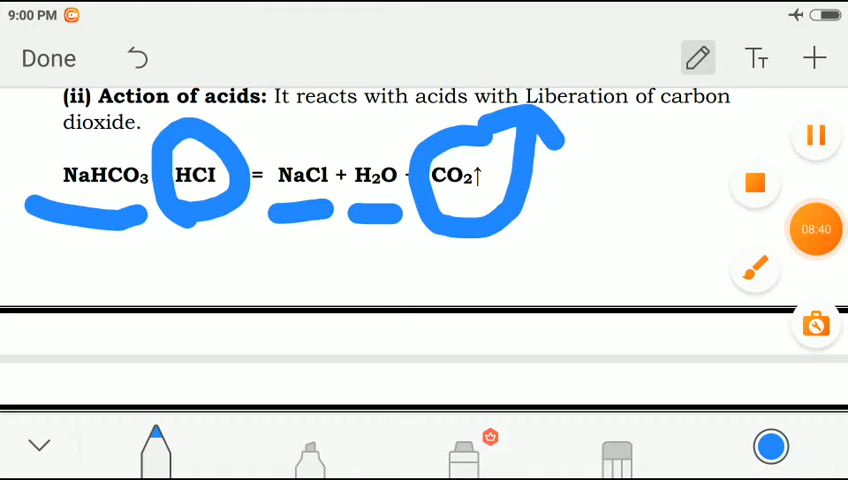 9:00 PM
Done
(ii) Action of acids: It reacts with acids with Liberation of carbon
dioxide.
NaHCO₃ HCI = NaCl + H₂O CO₂↑
08:40